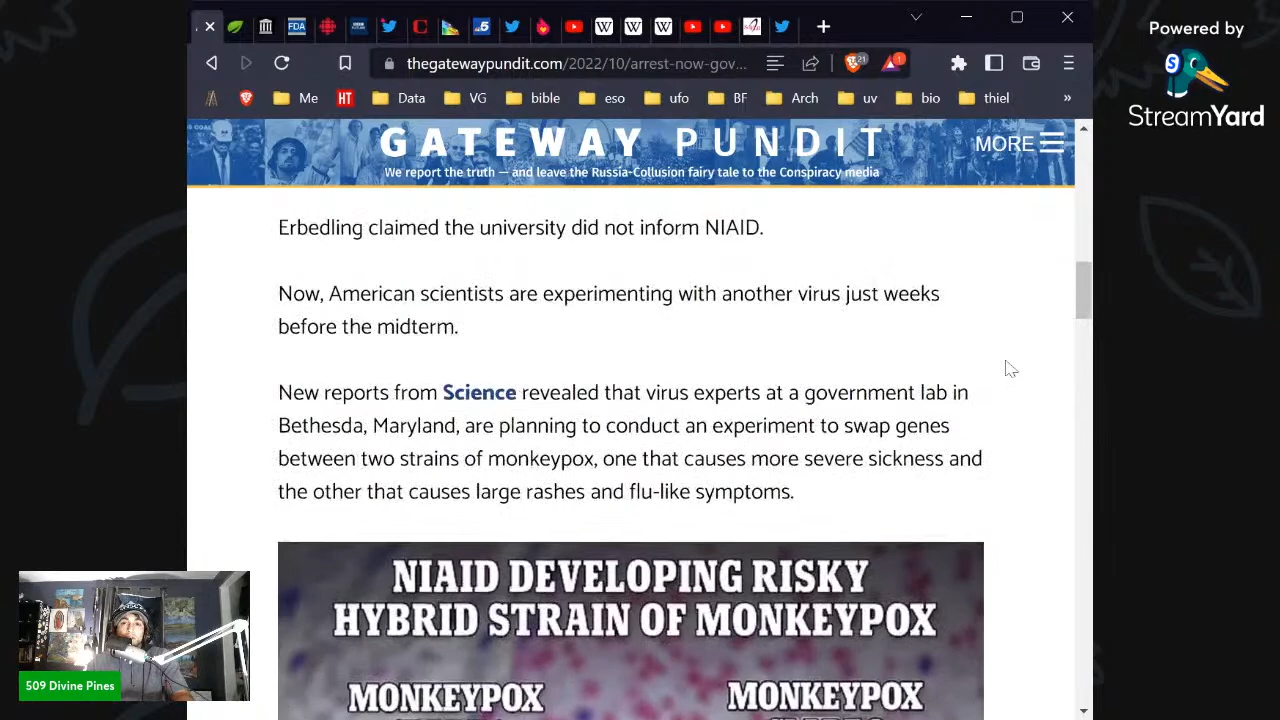 Powered by
StreamYard
FDA
5
21
1
thegatewaypundit.com/2022/10/arrest-now-gov...
Me
HT
Data
VG
bible
eso
ufo
BF
Arch
uv
bio
thiel
»
GATEWAY PUNDIT
MORE
We report the truth — and leave the Russia-Collusion fairy tale to the Conspiracy media
Erbedling claimed the university did not inform NIAID.
Now, American scientists are experimenting with another virus just weeks
before the midterm.
New reports from Science revealed that virus experts at a government lab in
Bethesda, Maryland, are planning to conduct an experiment to swap genes
between two strains of monkeypox, one that causes more severe sickness and
the other that causes large rashes and flu-like symptoms.
NIAID DEVELOPING RISKY
HYBRID STRAIN OF MONKEYPOX
MONKEYPOX
MONKEYPOX
509 Divine Pines